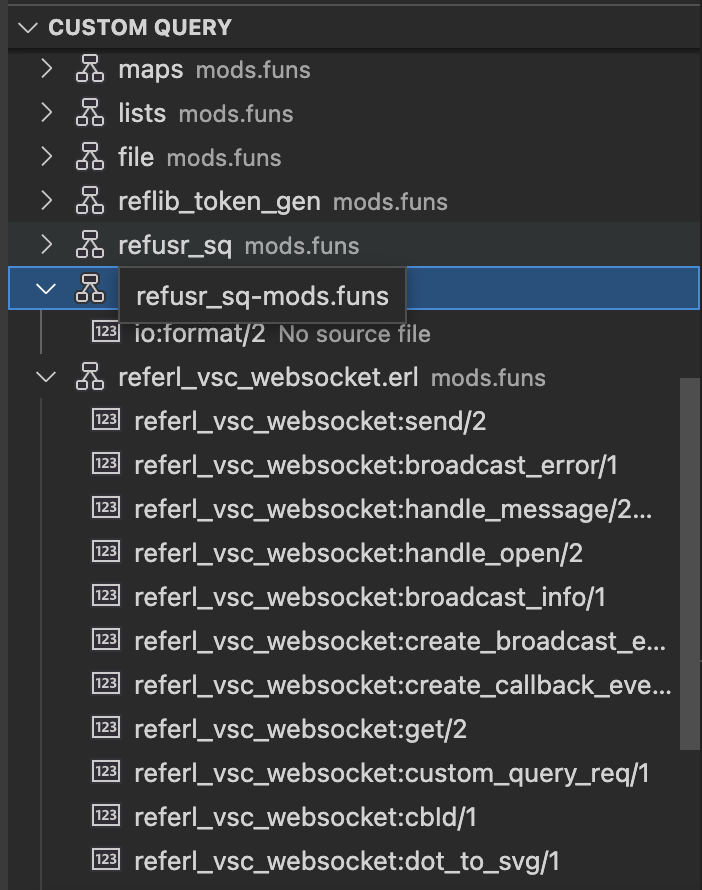 CUSTOM QUERY
maps mods.funs
lists mods.funs
file mods.funs
reflib_token_gen mods.funs
refusr_sq mods.funs
refusr_sq-mods.funs
123 io:format/2 No source file
referl_vsc_websocket.erl mods.funs
123 referl_vsc_websocket:send/2
123 referl_vsc_websocket:broadcast_error/1
123 referl_vsc_websocket:handle_message/2...
123 referl_vsc_websocket:handle_open/2
123 referl_vsc_websocket:broadcast_info/1
123 referl_vsc_websocket:create_broadcast_e...
123 referl_vsc_websocket:create_callback_eve...
123 referl_vsc_websocket:get/2
123 referl_vsc_websocket:custom_query_req/1
123 referl_vsc_websocket:cbId/1
123 referl_vsc_websocket:dot_to_svg/1